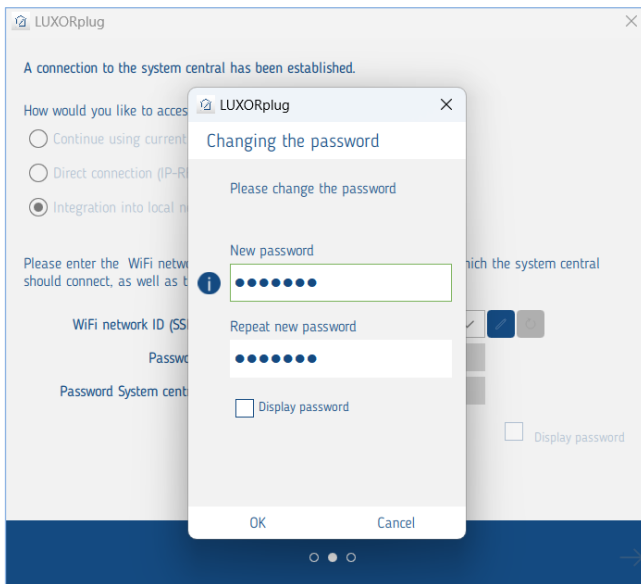 LUXORplug
A connection to the system central has been established.
How would you like to acces
Continue using current
Direct connection (IP-R
Integration into local n
Please enter the WiFi netw
hich the system central
should connect, as well as t
WiFi network ID (SS
Passwo
Password System cent
Display password
LUXORplug
Changing the password
Please change the password
New password
●●●●●●●
Repeat new password
●●●●●●●
Display password
OK Cancel